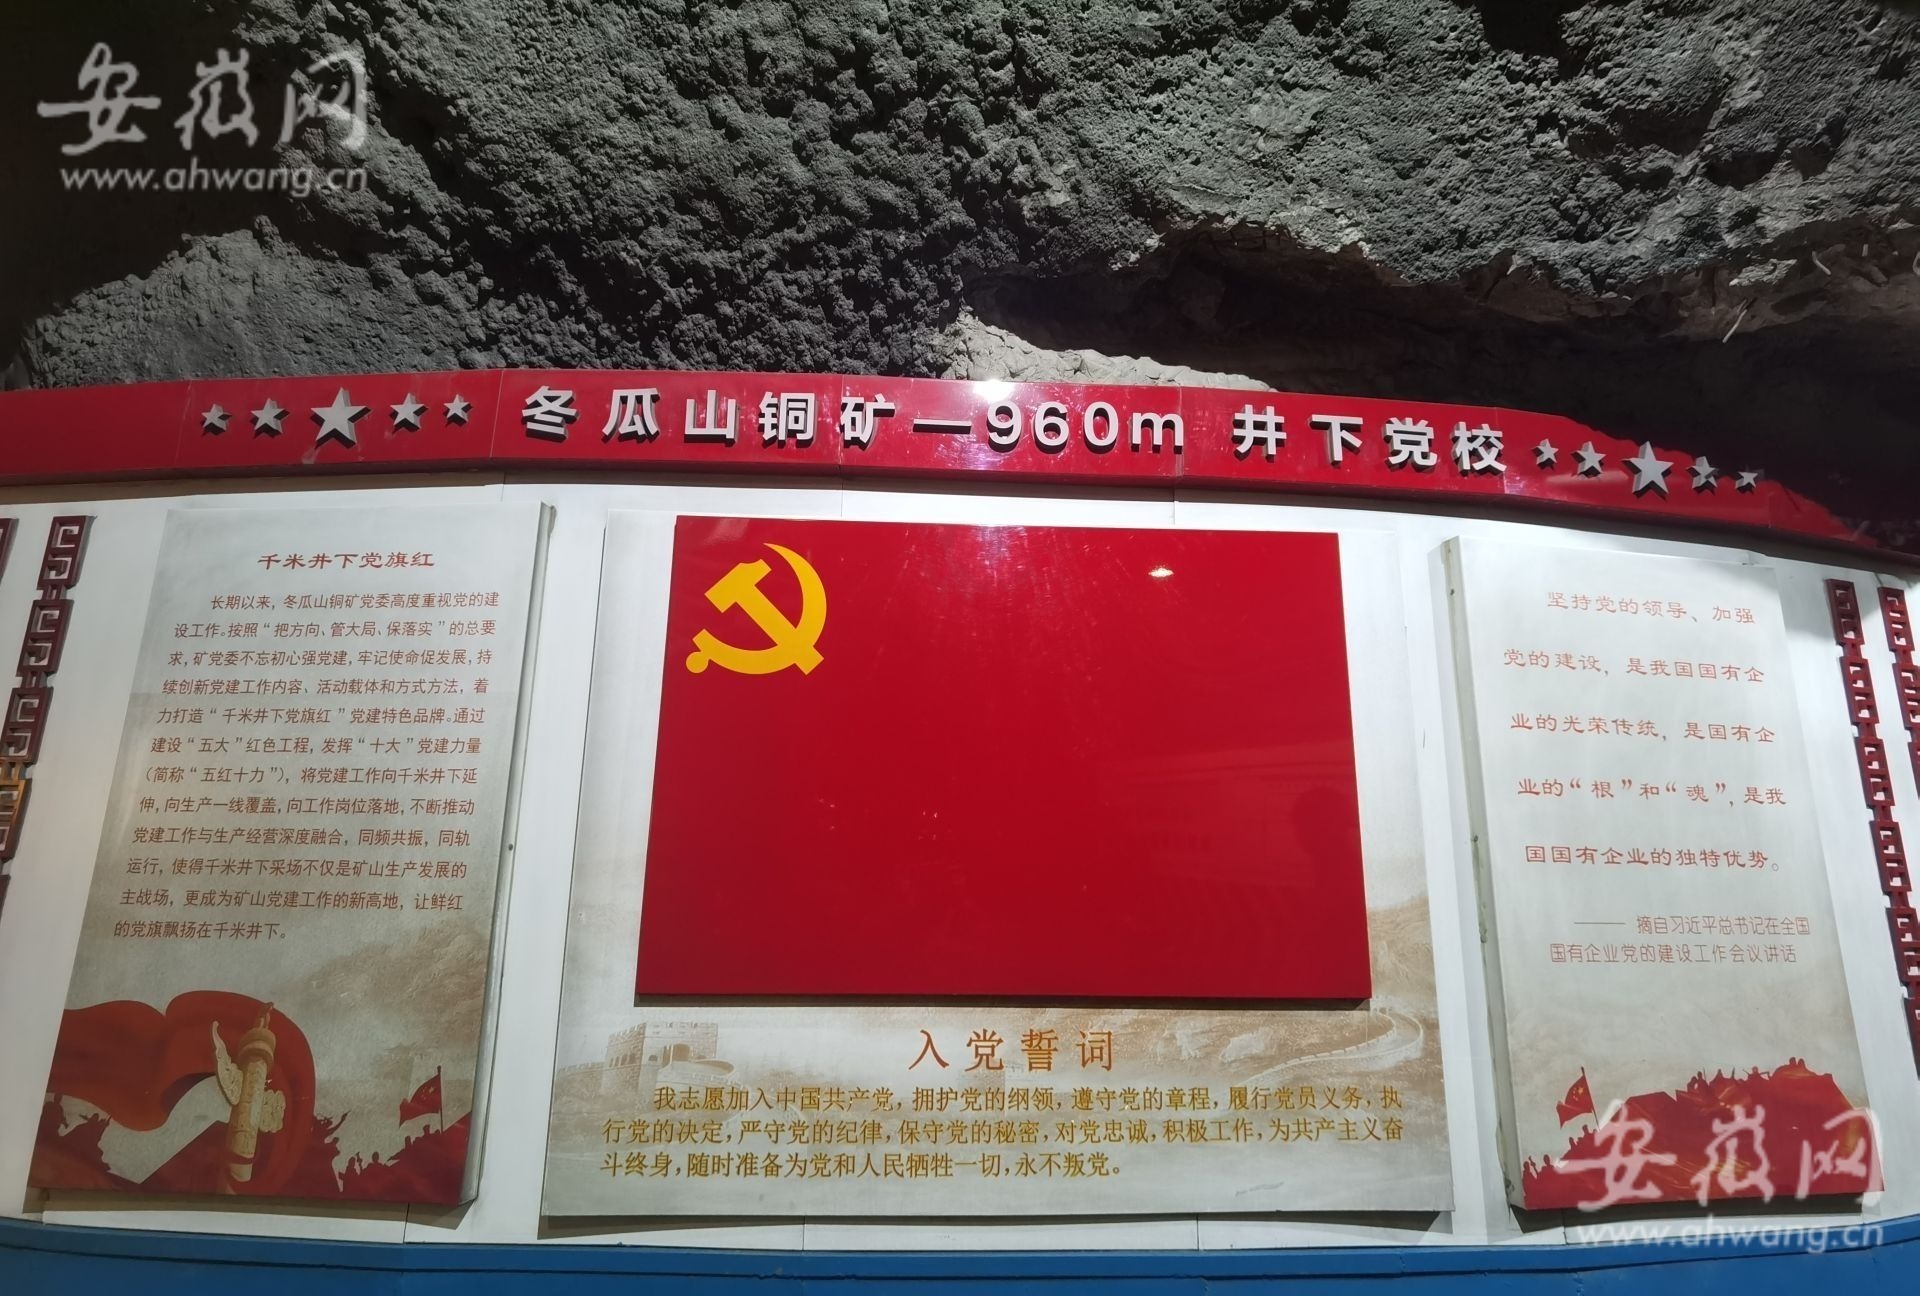 安徽网
www.ahwang.cn
冬瓜山铜矿—960m 井下党校
千米井下党旗红
长期以来，冬瓜山铜矿党委高度重视党的建
设工作。按照“把方向、管大局、保落实”的总要
求，矿党委不忘初心强党建，牢记使命促发展，持
续创新党建工作内容、活动载体和方式方法，着
力打造“千米井下党旗红”党建特色品牌。通过
建设“五大”红色工程，发挥“十大”党建力量
（简称“五红十力”），将党建工作向千米井下延
伸，向生产一线覆盖，向工作岗位落地，不断推动
党建工作与生产经营深度融合，同频共振，同轨
运行，使得千米井下采场不仅是矿山生产发展的
主战场，更成为矿山党建工作的新高地，让鲜红
的党旗飘扬在千米井下。
入党誓词
我志愿加入中国共产党，拥护党的纲领，遵守党的章程，履行党员义务，执
行党的决定，严守党的纪律，保守党的秘密，对党忠诚，积极工作，为共产主义奋
斗终身，随时准备为党和人民牺牲一切，永不叛党。
坚持党的领导、加强
党的建设，是我国国有企
业的光荣传统，是国有企
业的“根”和“魂”，是我
国国有企业的独特优势。
—— 摘自习近平总书记在全国
国有企业党的建设工作会议讲话
安徽网
www.ahwang.cn